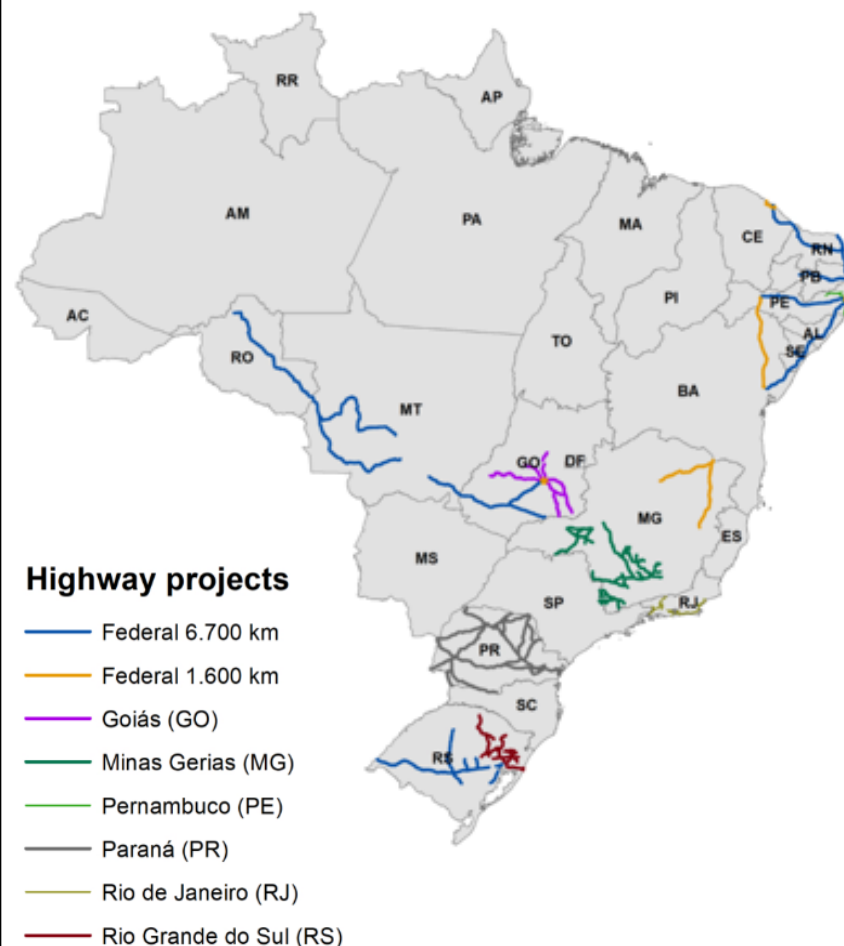 RR
AP
AM
PA
MA
CE
RN
PB
PI
PE
AC
AL
TO
SE
RO
BA
MT
GO
DF
MG
ES
MS
SP
RJ
PR
SC
RS
Highway projects
Federal 6.700 km
Federal 1.600 km
Goiás (GO)
Minas Gerias (MG)
Pernambuco (PE)
Paraná (PR)
Rio de Janeiro (RJ)
Rio Grande do Sul (RS)